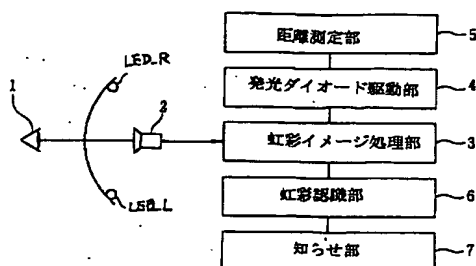 距離測定部
5
LED_R
発光ダイオード駆動部
4
1
2
虹彩イメージ処理部
3
LED_L
虹彩認識部
6
知らせ部
7